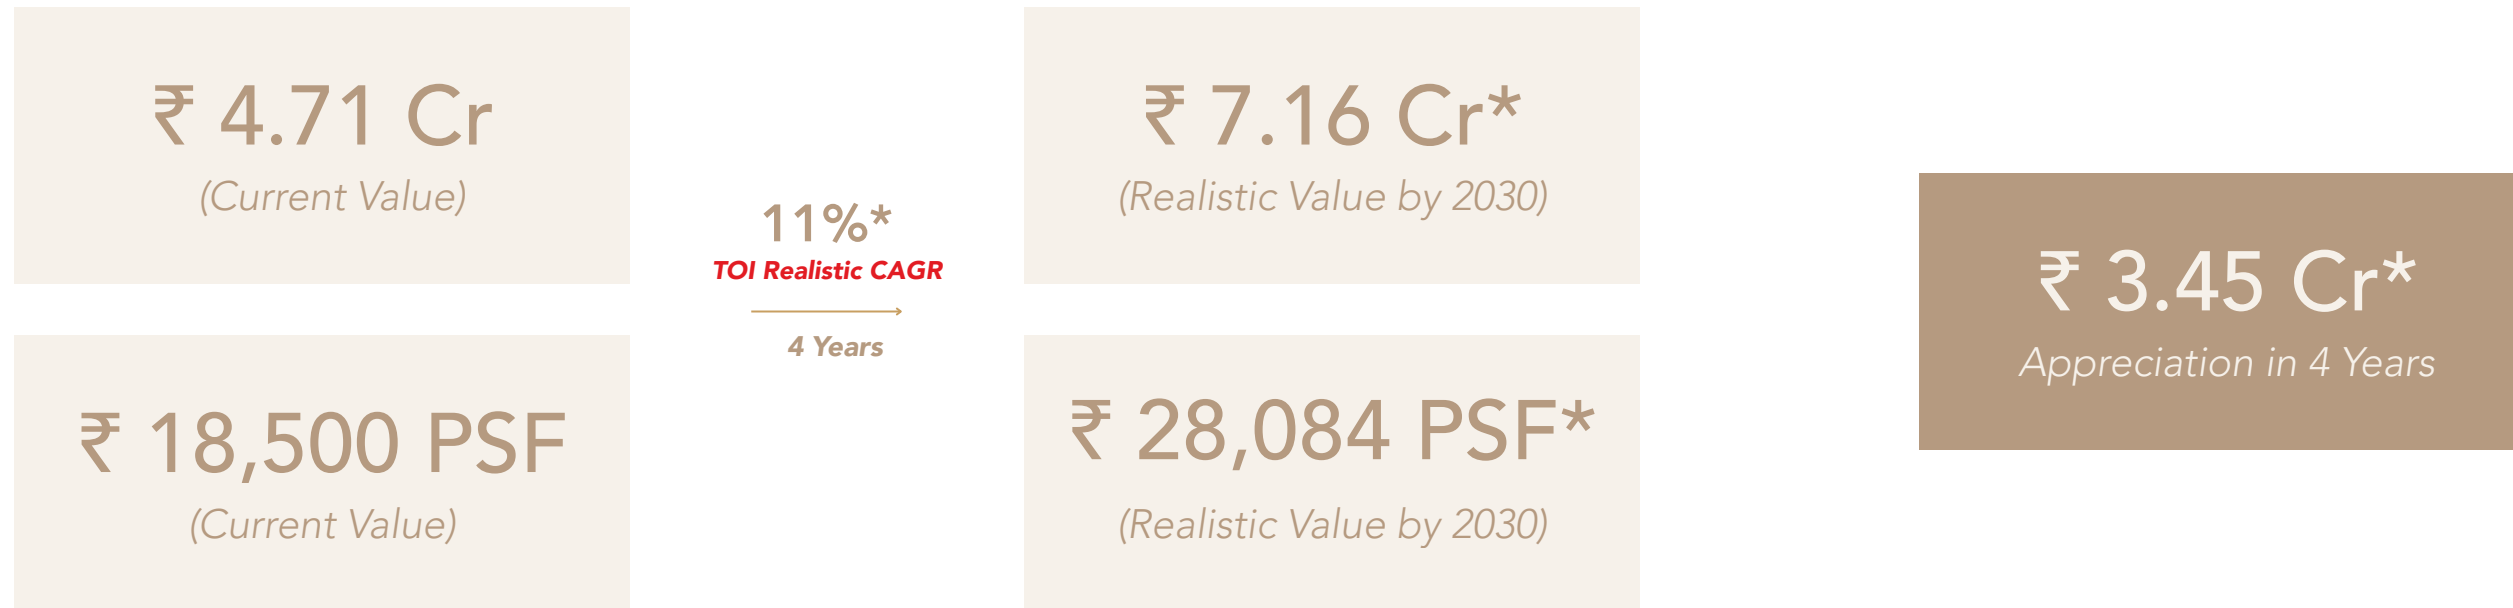 ₹ 4.71 Cr
(Current Value)
₹ 18,500 PSF
(Current Value)
11%*
TOI Realistic CAGR
4 Years
₹ 7.16 Cr*
(Realistic Value by 2030)
₹ 28,084 PSF*
(Realistic Value by 2030)
₹ 3.45 Cr*
Appreciation in 4 Years